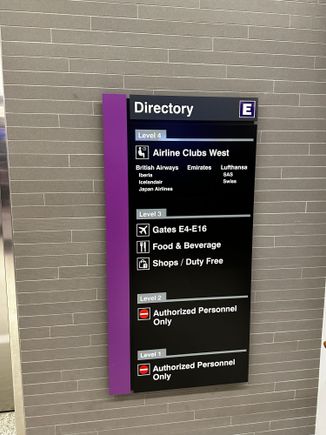 Directory E
Level 4
Airline Clubs West
British Airways Emirates Lufthansa
Iberia SAS
Icelandair Swiss
Japan Airlines
Level 3
Gates E4-E16
Food & Beverage
Shops / Duty Free
Level 2
Authorized Personnel
Only
Level 1
Authorized Personnel
Only